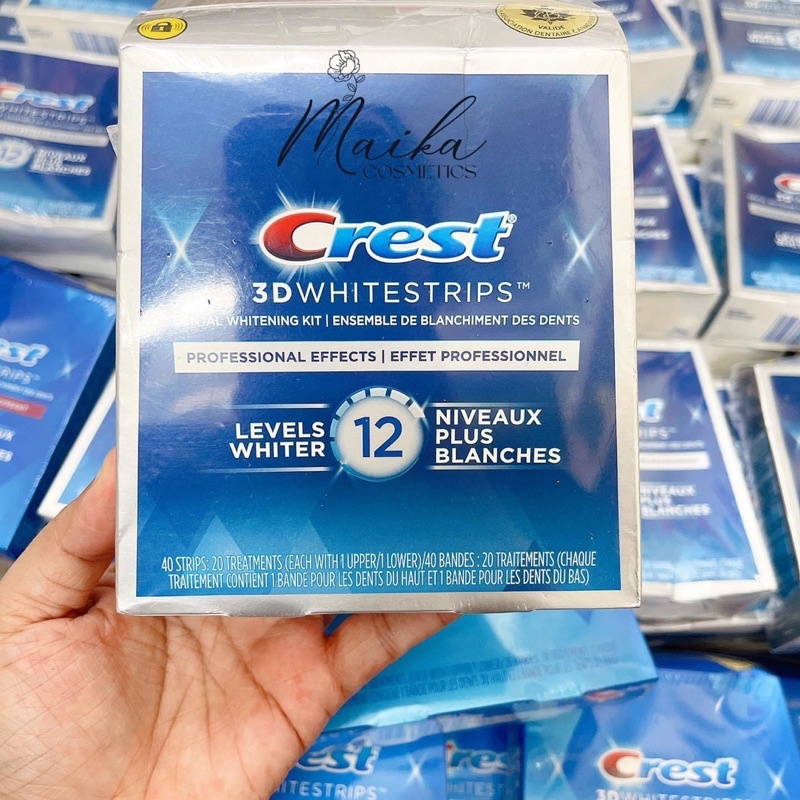 VALIDÉ
Maika
COSMETICS
Crest
3DWHITESTRIPS™
WHITENING KIT | ENSEMBLE DE BLANCHIMENT DES DENTS
PROFESSIONAL EFFECTS | EFFET PROFESSIONNEL
LEVELS WHITER
12
NIVEAUX PLUS BLANCHES
40 STRIPS: 20 TREATMENTS (EACH WITH 1 UPPER/1 LOWER)/40 BANDES : 20 TRAITEMENTS (CHAQUE
TRAITEMENT CONTIENT 1 BANDE POUR LES DENTS DU HAUT ET 1 BANDE POUR LES DENTS DU BAS)
Crest
3DWHITESTRIPS